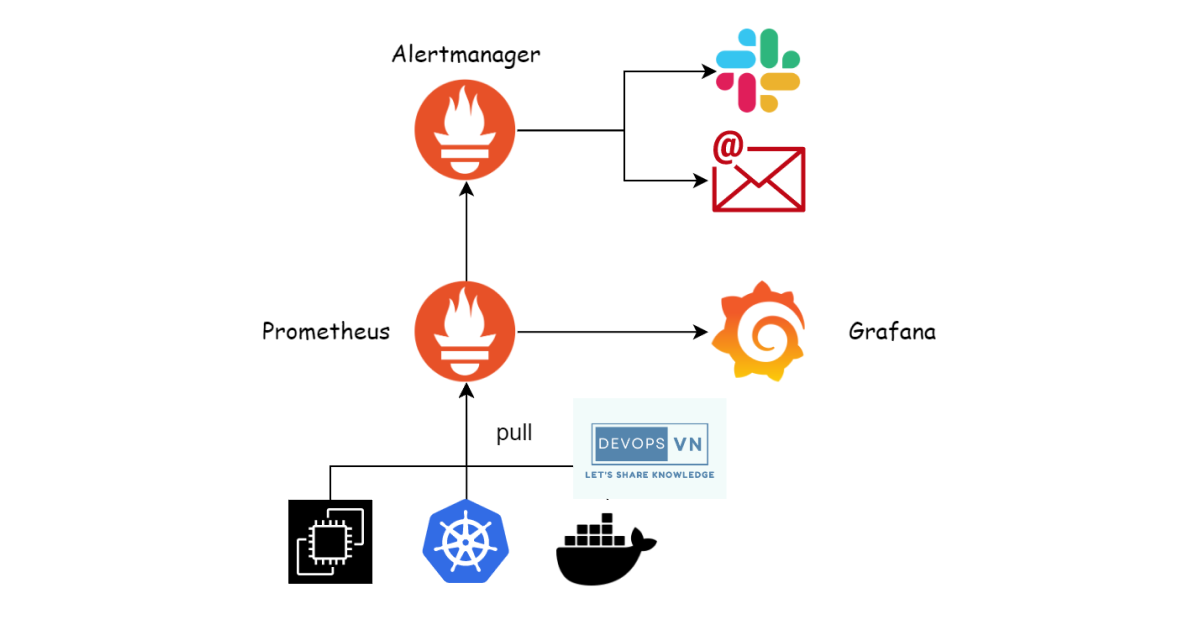 Alertmanager
@
Prometheus
Grafana
pull
DEVOPS VN
LET'S SHARE KNOWLEDGE